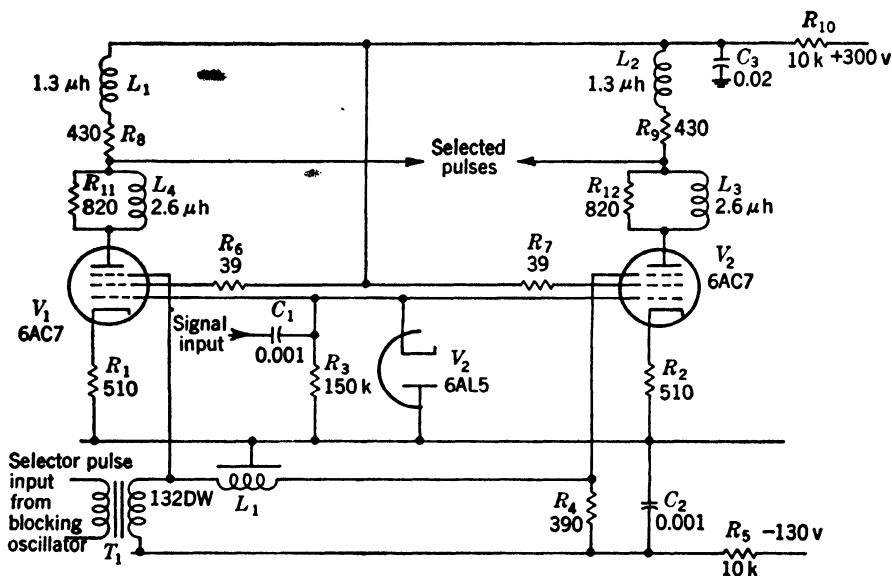 R10
10 k +300 v
1.3 μh L1
430 R8
L2
1.3 μh
C3
0.02
R9 430
Selected
pulses
R11
820
L4
2.6 μh
R12
820
L3
2.6 μh
R6
39
R7
39
V1
6AC7
V2
6AC7
Signal
input
C1
0.001
R3
150 k
V2
6AL5
R1
510
R2
510
Selector pulse
input
from
blocking
oscillator
T1
132DW
L1
R4
390
C2
0.001
R5 −130 v
10 k